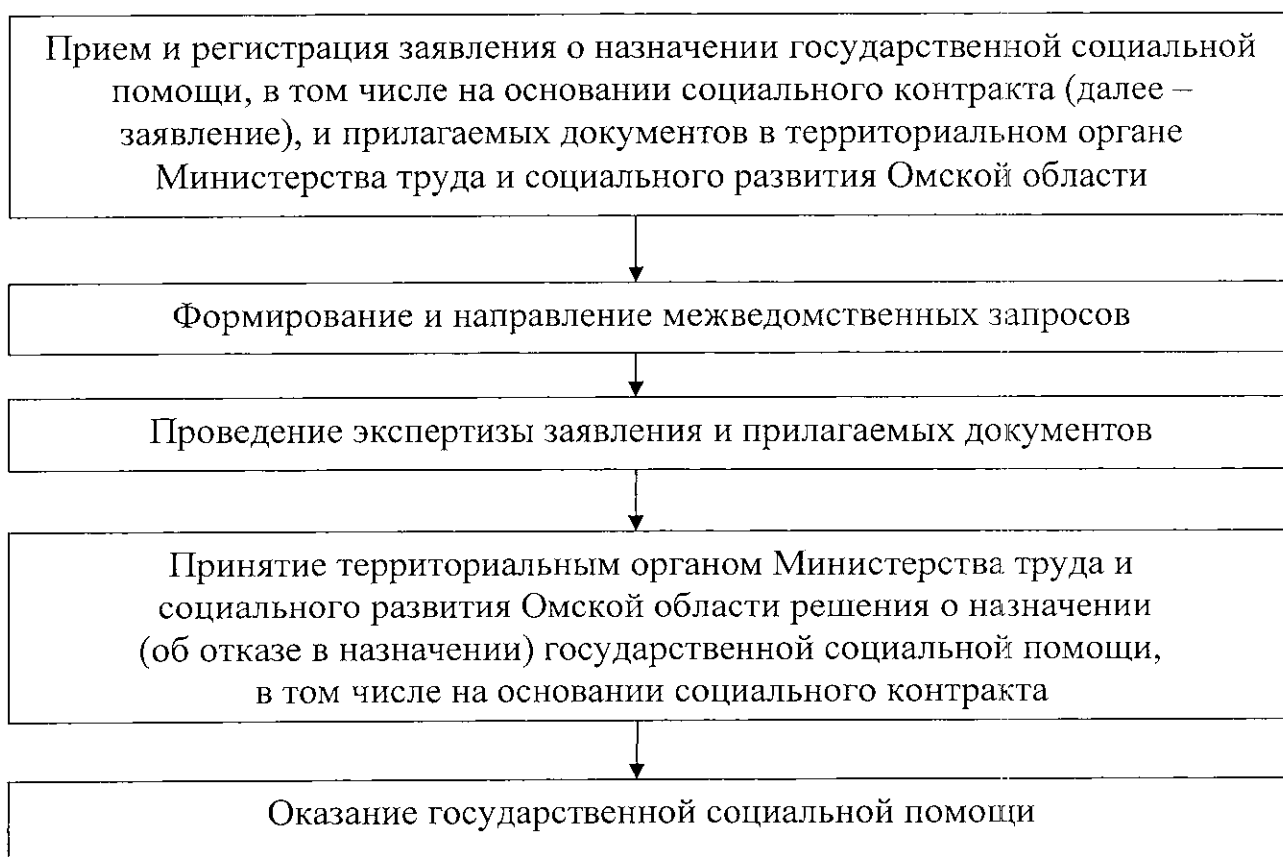 Прием и регистрация заявления о назначении государственной социальной
помощи, в том числе на основании социального контракта (далее –
заявление), и прилагаемых документов в территориальном органе
Министерства труда и социального развития Омской области
Формирование и направление межведомственных запросов
Проведение экспертизы заявления и прилагаемых документов
Принятие территориальным органом Министерства труда и
социального развития Омской области решения о назначении
(об отказе в назначении) государственной социальной помощи,
в том числе на основании социального контракта
Оказание государственной социальной помощи